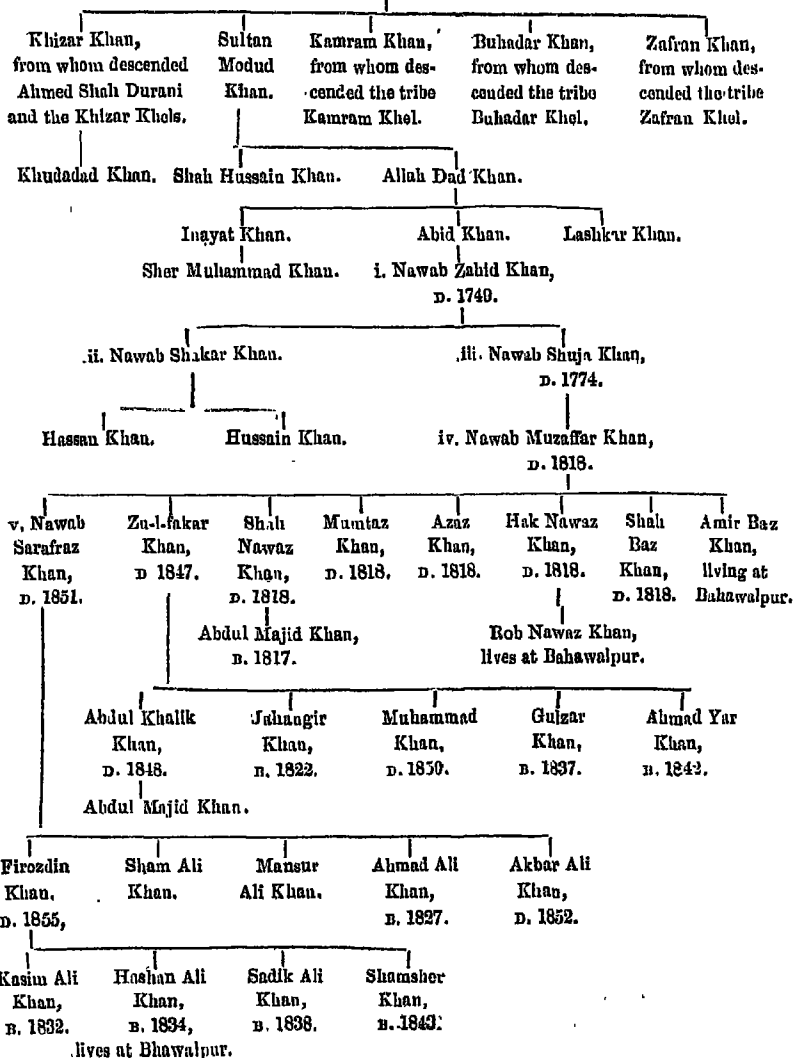 Khizar Khan,
from whom descended
Ahmed Shah Durani
and the Khizar Khels.
Sultan
Modud
Khan.
Kamram Khan,
from whom des-
cended the tribe
Kamram Khel.
Buhadar Khan,
from whom des-
cended the tribe
Buhadar Khel.
Zafran Khan,
from whom des-
cended the tribe
Zafran Khel.
Khudadad Khan. Shah Hussain Khan. Allah Dad Khan.
Inayat Khan. Abid Khan. Lashkar Khan.
Sher Muhammad Khan. i. Nawab Zahid Khan,
D. 1749.
ii. Nawab Shakar Khan. iii. Nawab Shuja Khan,
D. 1774.
Hassan Khan. Hussain Khan. iv. Nawab Muzaffar Khan,
D. 1818.
v. Nawab
Sarafraz
Khan,
D. 1851.
Zu-l-fakar
Khan,
D 1847.
Shah
Nawaz
Khan,
D. 1818.
Mumtaz
Khan,
D. 1818.
Azaz
Khan,
D. 1818.
Hak Nawaz
Khan,
D. 1818.
Shah
Baz
Khan,
D. 1818.
Amir Baz
Khan,
living at
Bahawalpur.
Abdul Majid Khan,
B. 1817.
Rob Nawaz Khan,
lives at Bahawalpur.
Abdul Khalik
Khan,
D. 1848.
Jahangir
Khan,
B. 1822.
Muhammad
Khan,
D. 1850.
Gulzar
Khan,
B. 1837.
Ahmad Yar
Khan,
B. 1842.
Abdul Majid Khan.
Firozdin
Khan.
D. 1855,
Sham Ali
Khan.
Mansur
Ali Khan.
Ahmad Ali
Khan,
B. 1827.
Akbar Ali
Khan,
D. 1852.
Kasim Ali
Khan,
B. 1832.
Hashan Ali
Khan,
B. 1834,
lives at Bhawalpur.
Sadik Ali
Khan,
B. 1838.
Shamsher
Khan,
B. 1843.